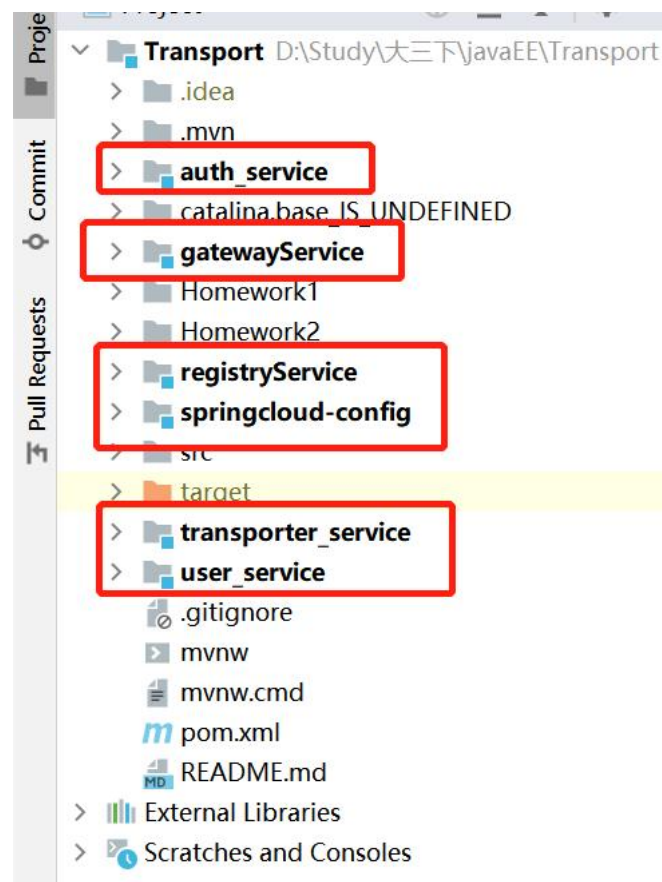 Project
Proje
Commit
Pull Requests
Transport D:\Study\大三下\javaEE\Transport
.idea
.mvn
auth_service
catalina.base_IS_UNDEFINED
gatewayService
Homework1
Homework2
registryService
springcloud-config
src
target
transporter_service
user_service
.gitignore
mvnw
mvnw.cmd
m pom.xml
MD README.md
External Libraries
Scratches and Consoles